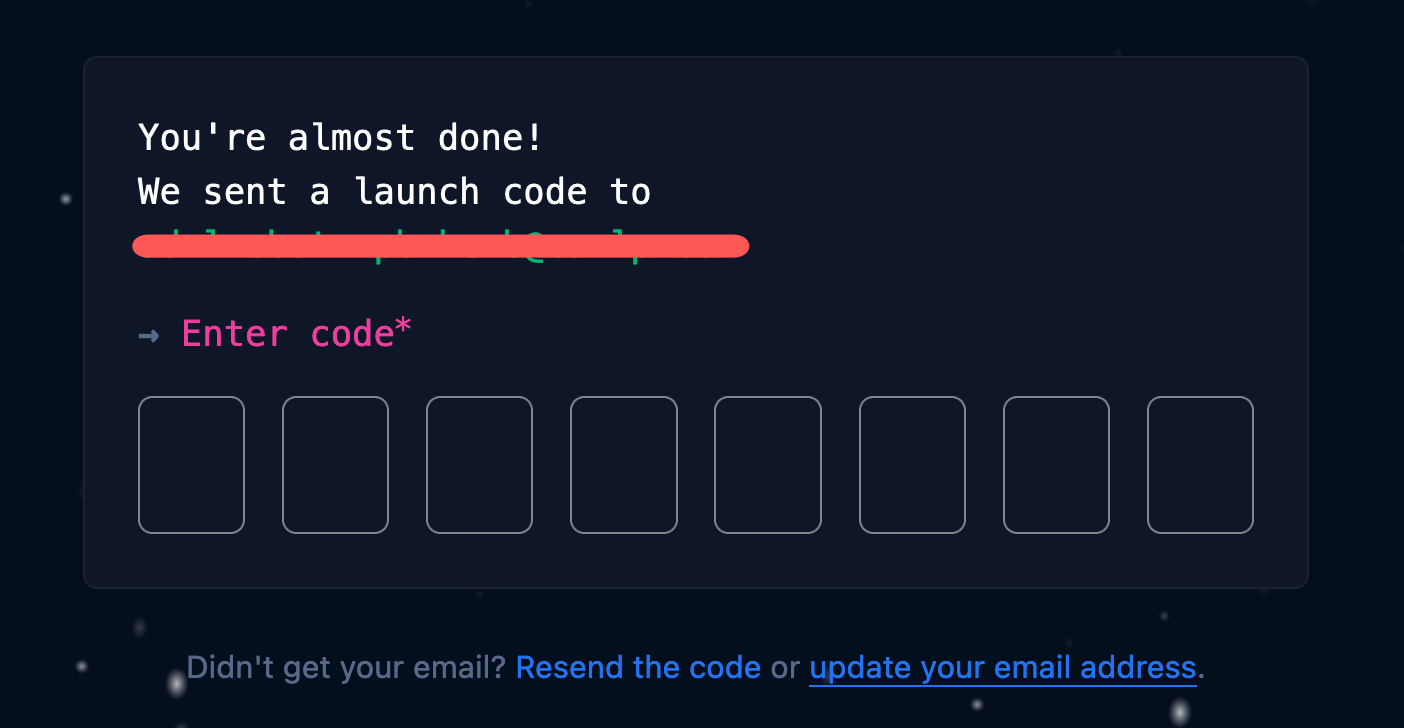 You're almost done!
We sent a launch code to
→ Enter code*
Didn't get your email? Resend the code or update your email address.